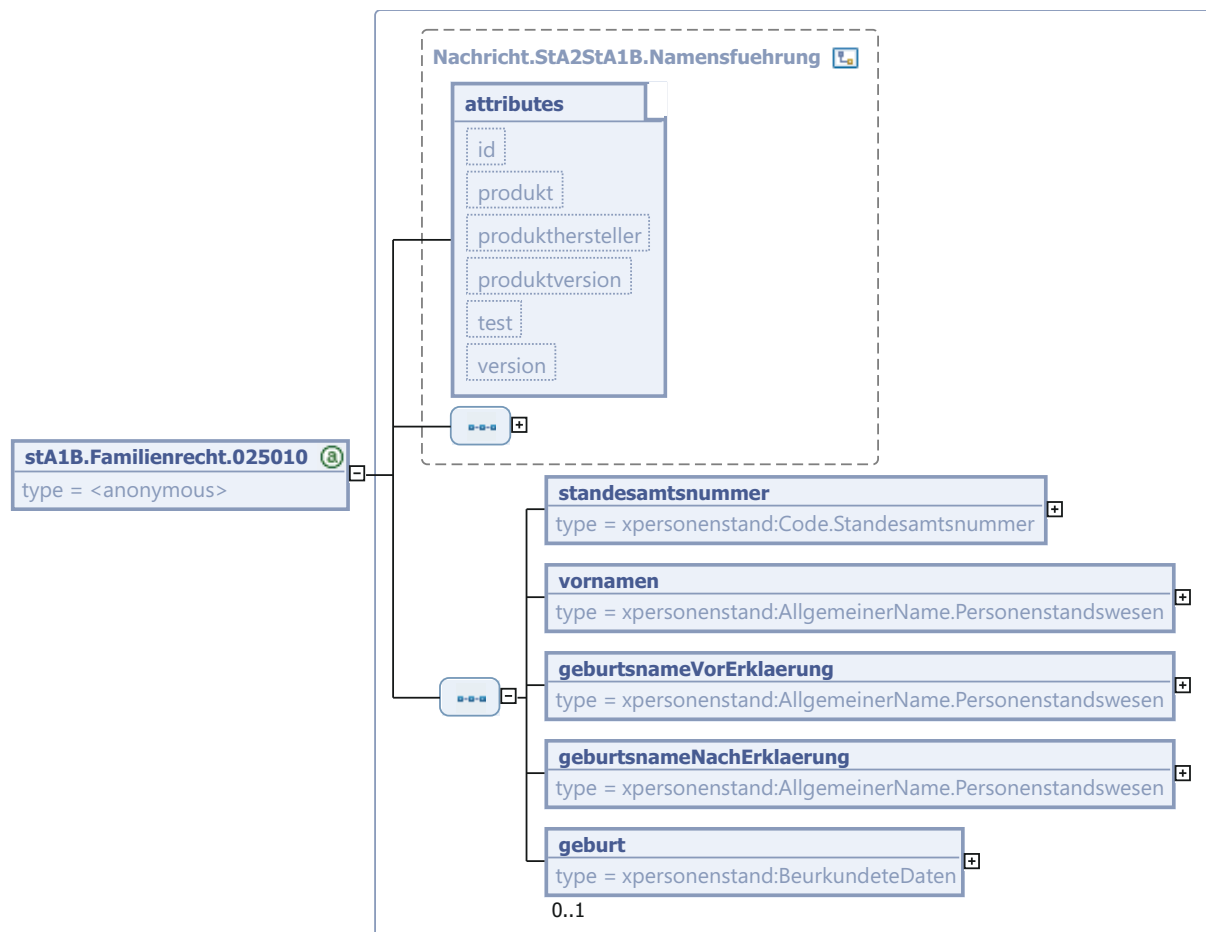 Nachricht.StA2StA1B.Namensfuehrung
attributes
id
produkt
produkthersteller
produktversion
test
version
stA1B.Familienrecht.025010 a
type = <anonymous>
standesamtsnummer
type = xpersonenstand:Code.Standesamtsnummer
vornamen
type = xpersonenstand:AllgemeinerName.Personenstandswesen
geburtsnameVorErklaerung
type = xpersonenstand:AllgemeinerName.Personenstandswesen
geburtsnameNachErklaerung
type = xpersonenstand:AllgemeinerName.Personenstandswesen
geburt
type = xpersonenstand:BeurkundeteDaten
0..1